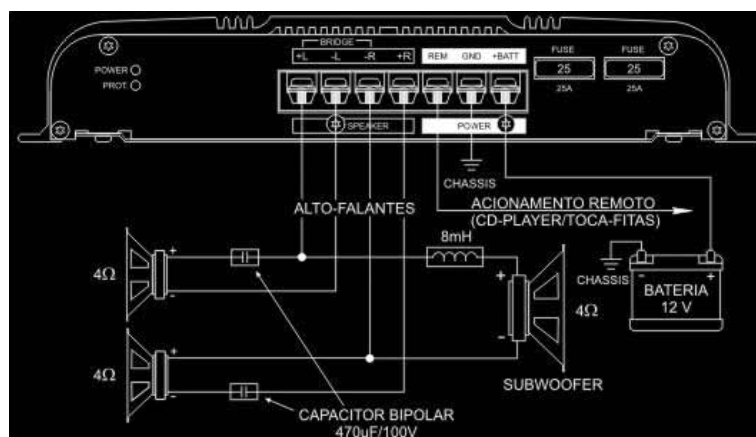 BRIDGE
+L -L -R +R REM GND +BATT
FUSE FUSE
POWER
PROT.
25 25
25A 25A
SPEAKER POWER
CHASSIS
ALTO-FALANTES
ACIONAMENTO REMOTO
(CD-PLAYER/TOCA-FITAS)
8mH
CHASSIS
+ + - +
4Ω
BATERIA
12 V
- -
4Ω
SUBWOOFER
+
4Ω
-
CAPACITOR BIPOLAR
470uF/100V